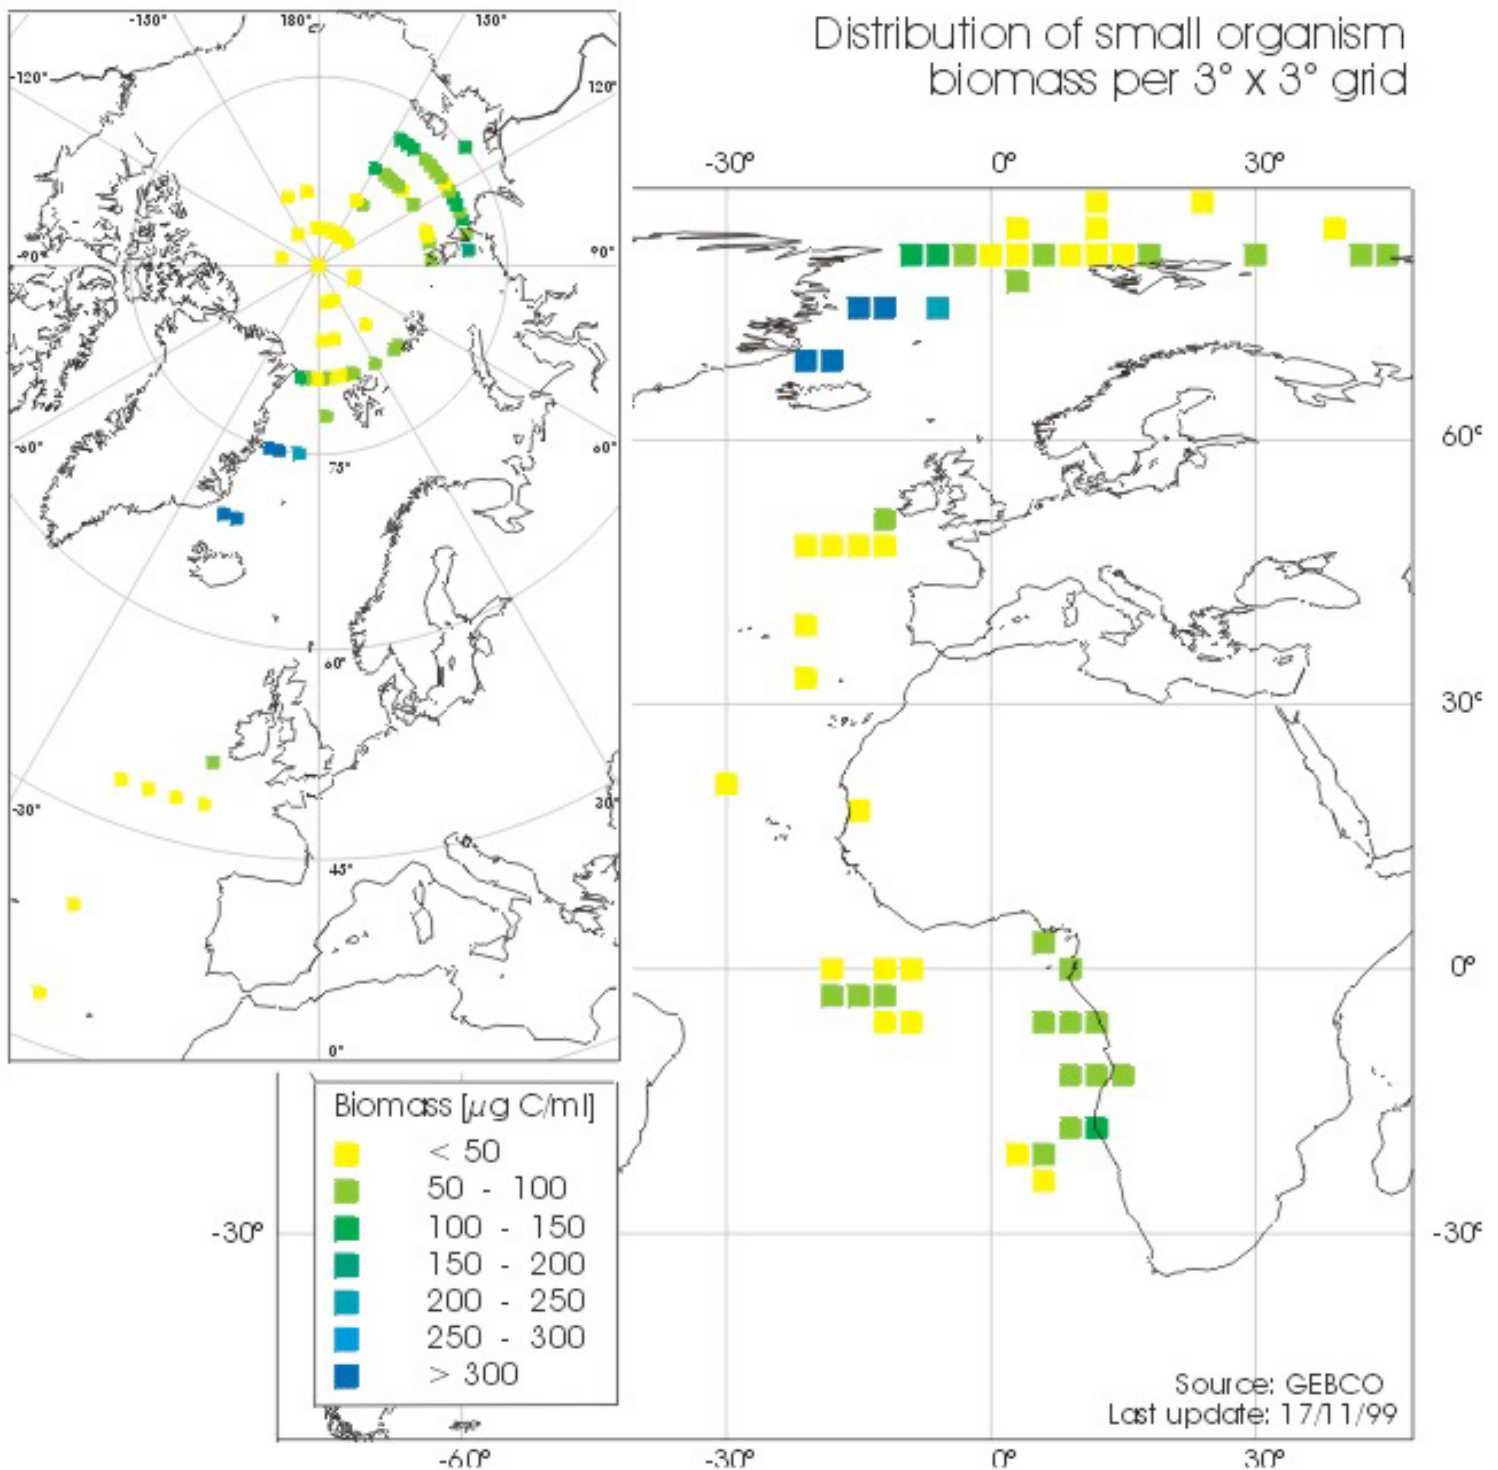 Distribution of small organism
biomass per 3° x 3° grid
-150° 180° 150°
-120° 120°
-90° 90°
-60° 60°
75°
60°
-30° 30°
45°
0°
-30° 0° 30°
60°
30°
0°
-30° -30°
Biomass [µg C/ml]
< 50
50 - 100
100 - 150
150 - 200
200 - 250
250 - 300
> 300
Source: GEBCO
Last update: 17/11/99
-60° -30° 0° 30°